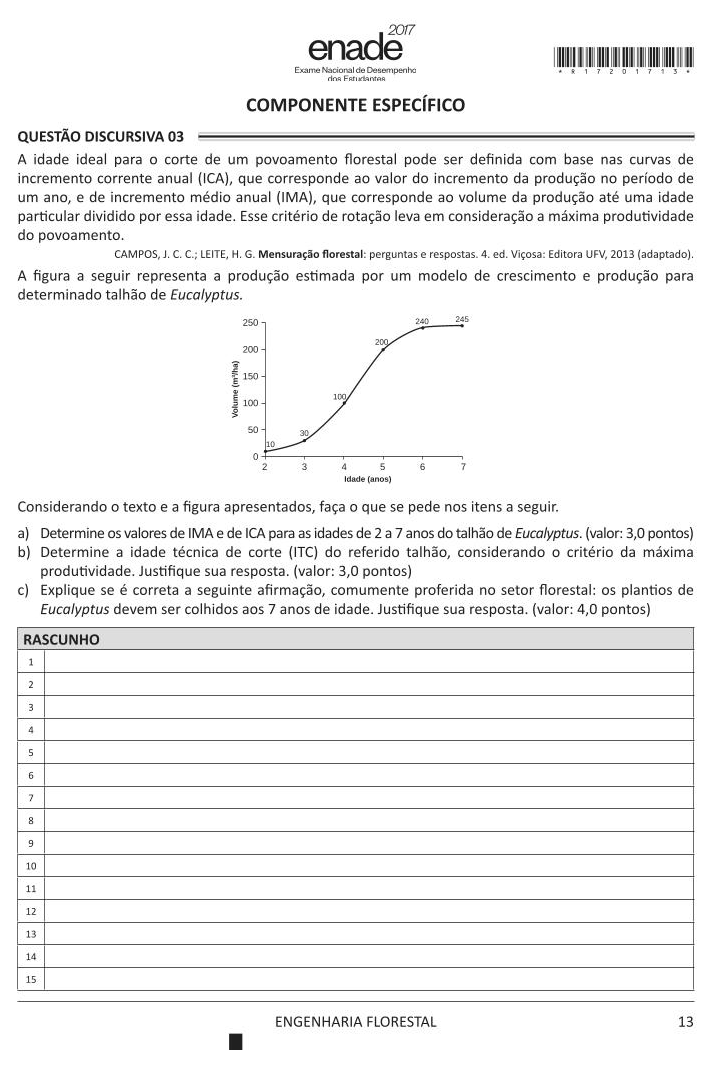 2017
enade
Exame Nacional de Desempenho
dos Estudantes
*R17201713*
COMPONENTE ESPECÍFICO
QUESTÃO DISCURSIVA 03
A idade ideal para o corte de um povoamento florestal pode ser definida com base nas curvas de
incremento corrente anual (ICA), que corresponde ao valor do incremento da produção no período de
um ano, e de incremento médio anual (IMA), que corresponde ao volume da produção até uma idade
particular dividido por essa idade. Esse critério de rotação leva em consideração a máxima produtividade
do povoamento.
CAMPOS, J. C. C.; LEITE, H. G. Mensuração florestal: perguntas e respostas. 4. ed. Viçosa: Editora UFV, 2013 (adaptado).
A figura a seguir representa a produção estimada por um modelo de crescimento e produção para
determinado talhão de Eucalyptus.
250
200
150
100
50
0
Volume (m³/ha)
10
30
100
200
240
245
2 3 4 5 6 7
Idade (anos)
Considerando o texto e a figura apresentados, faça o que se pede nos itens a seguir.
a) Determine os valores de IMA e de ICA para as idades de 2 a 7 anos do talhão de Eucalyptus. (valor: 3,0 pontos)
b) Determine a idade técnica de corte (ITC) do referido talhão, considerando o critério da máxima
produtividade. Justifique sua resposta. (valor: 3,0 pontos)
c) Explique se é correta a seguinte afirmação, comumente proferida no setor florestal: os plantios de
Eucalyptus devem ser colhidos aos 7 anos de idade. Justifique sua resposta. (valor: 4,0 pontos)
RASCUNHO
1
2
3
4
5
6
7
8
9
10
11
12
13
14
15
ENGENHARIA FLORESTAL
13